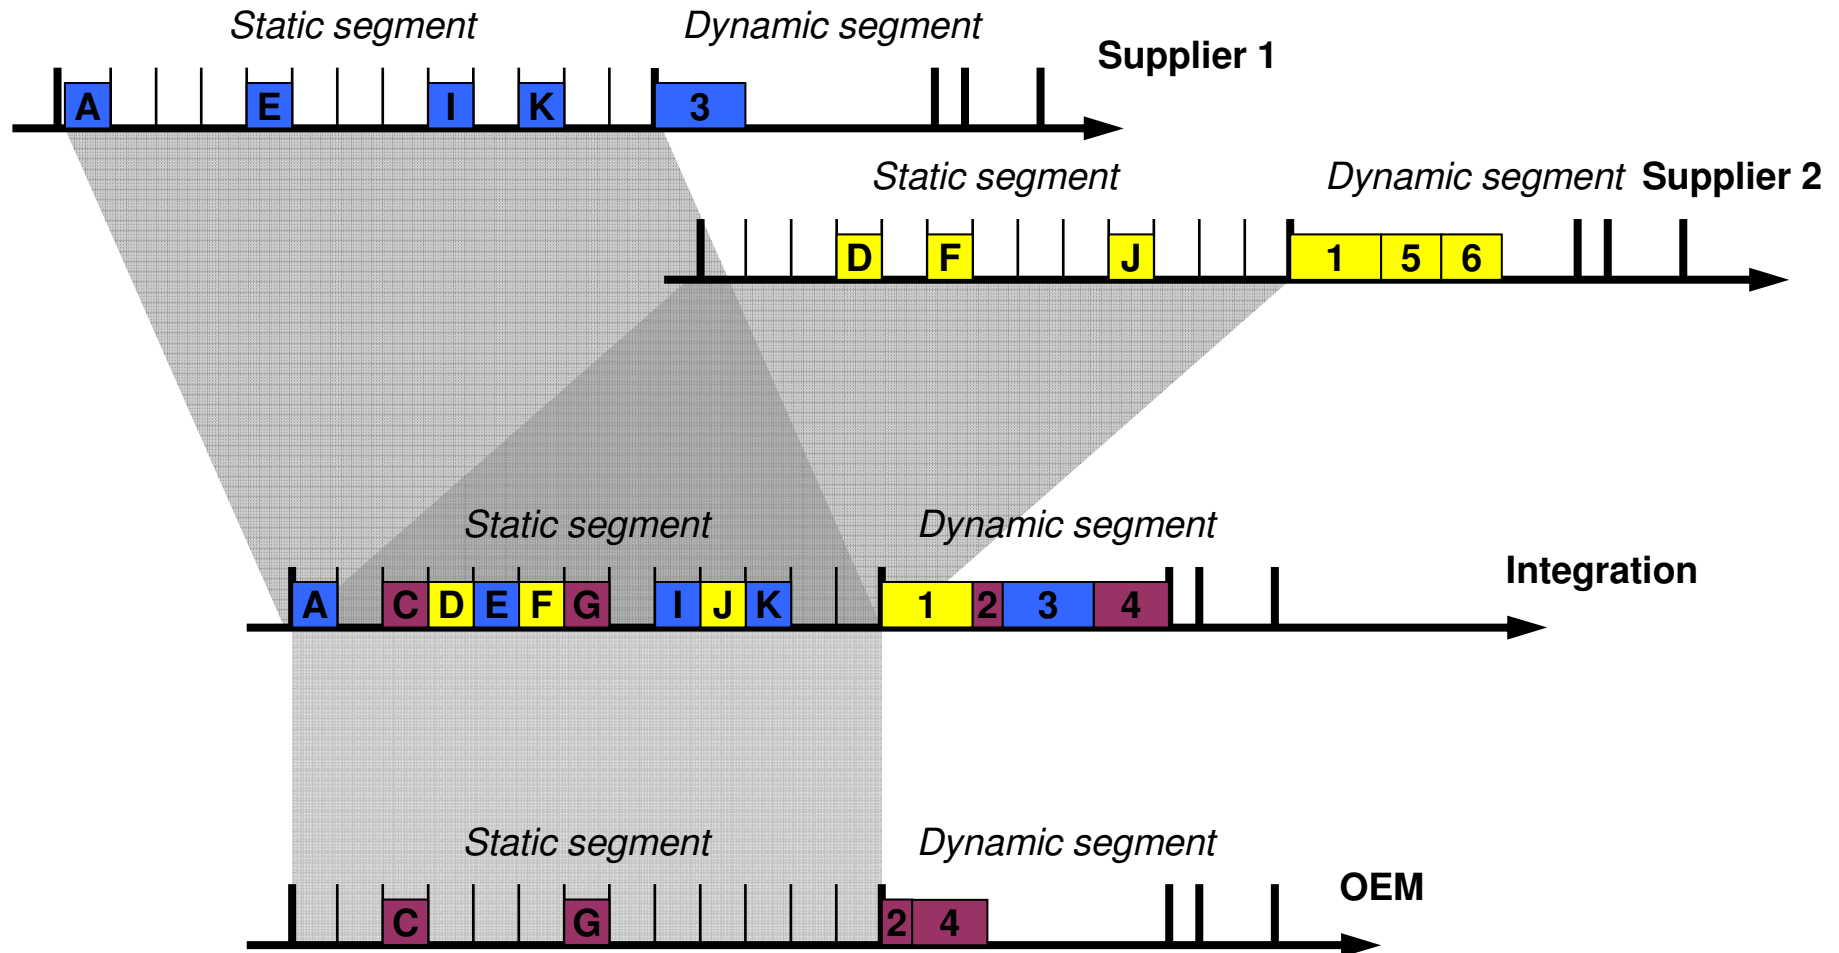 Static segment Dynamic segment Supplier 1
A E I K 3
Static segment Dynamic segment Supplier 2
D F J 1 5 6
Static segment Dynamic segment Integration
A C D E F G I J K 1 2 3 4
Static segment Dynamic segment OEM
C G 2 4